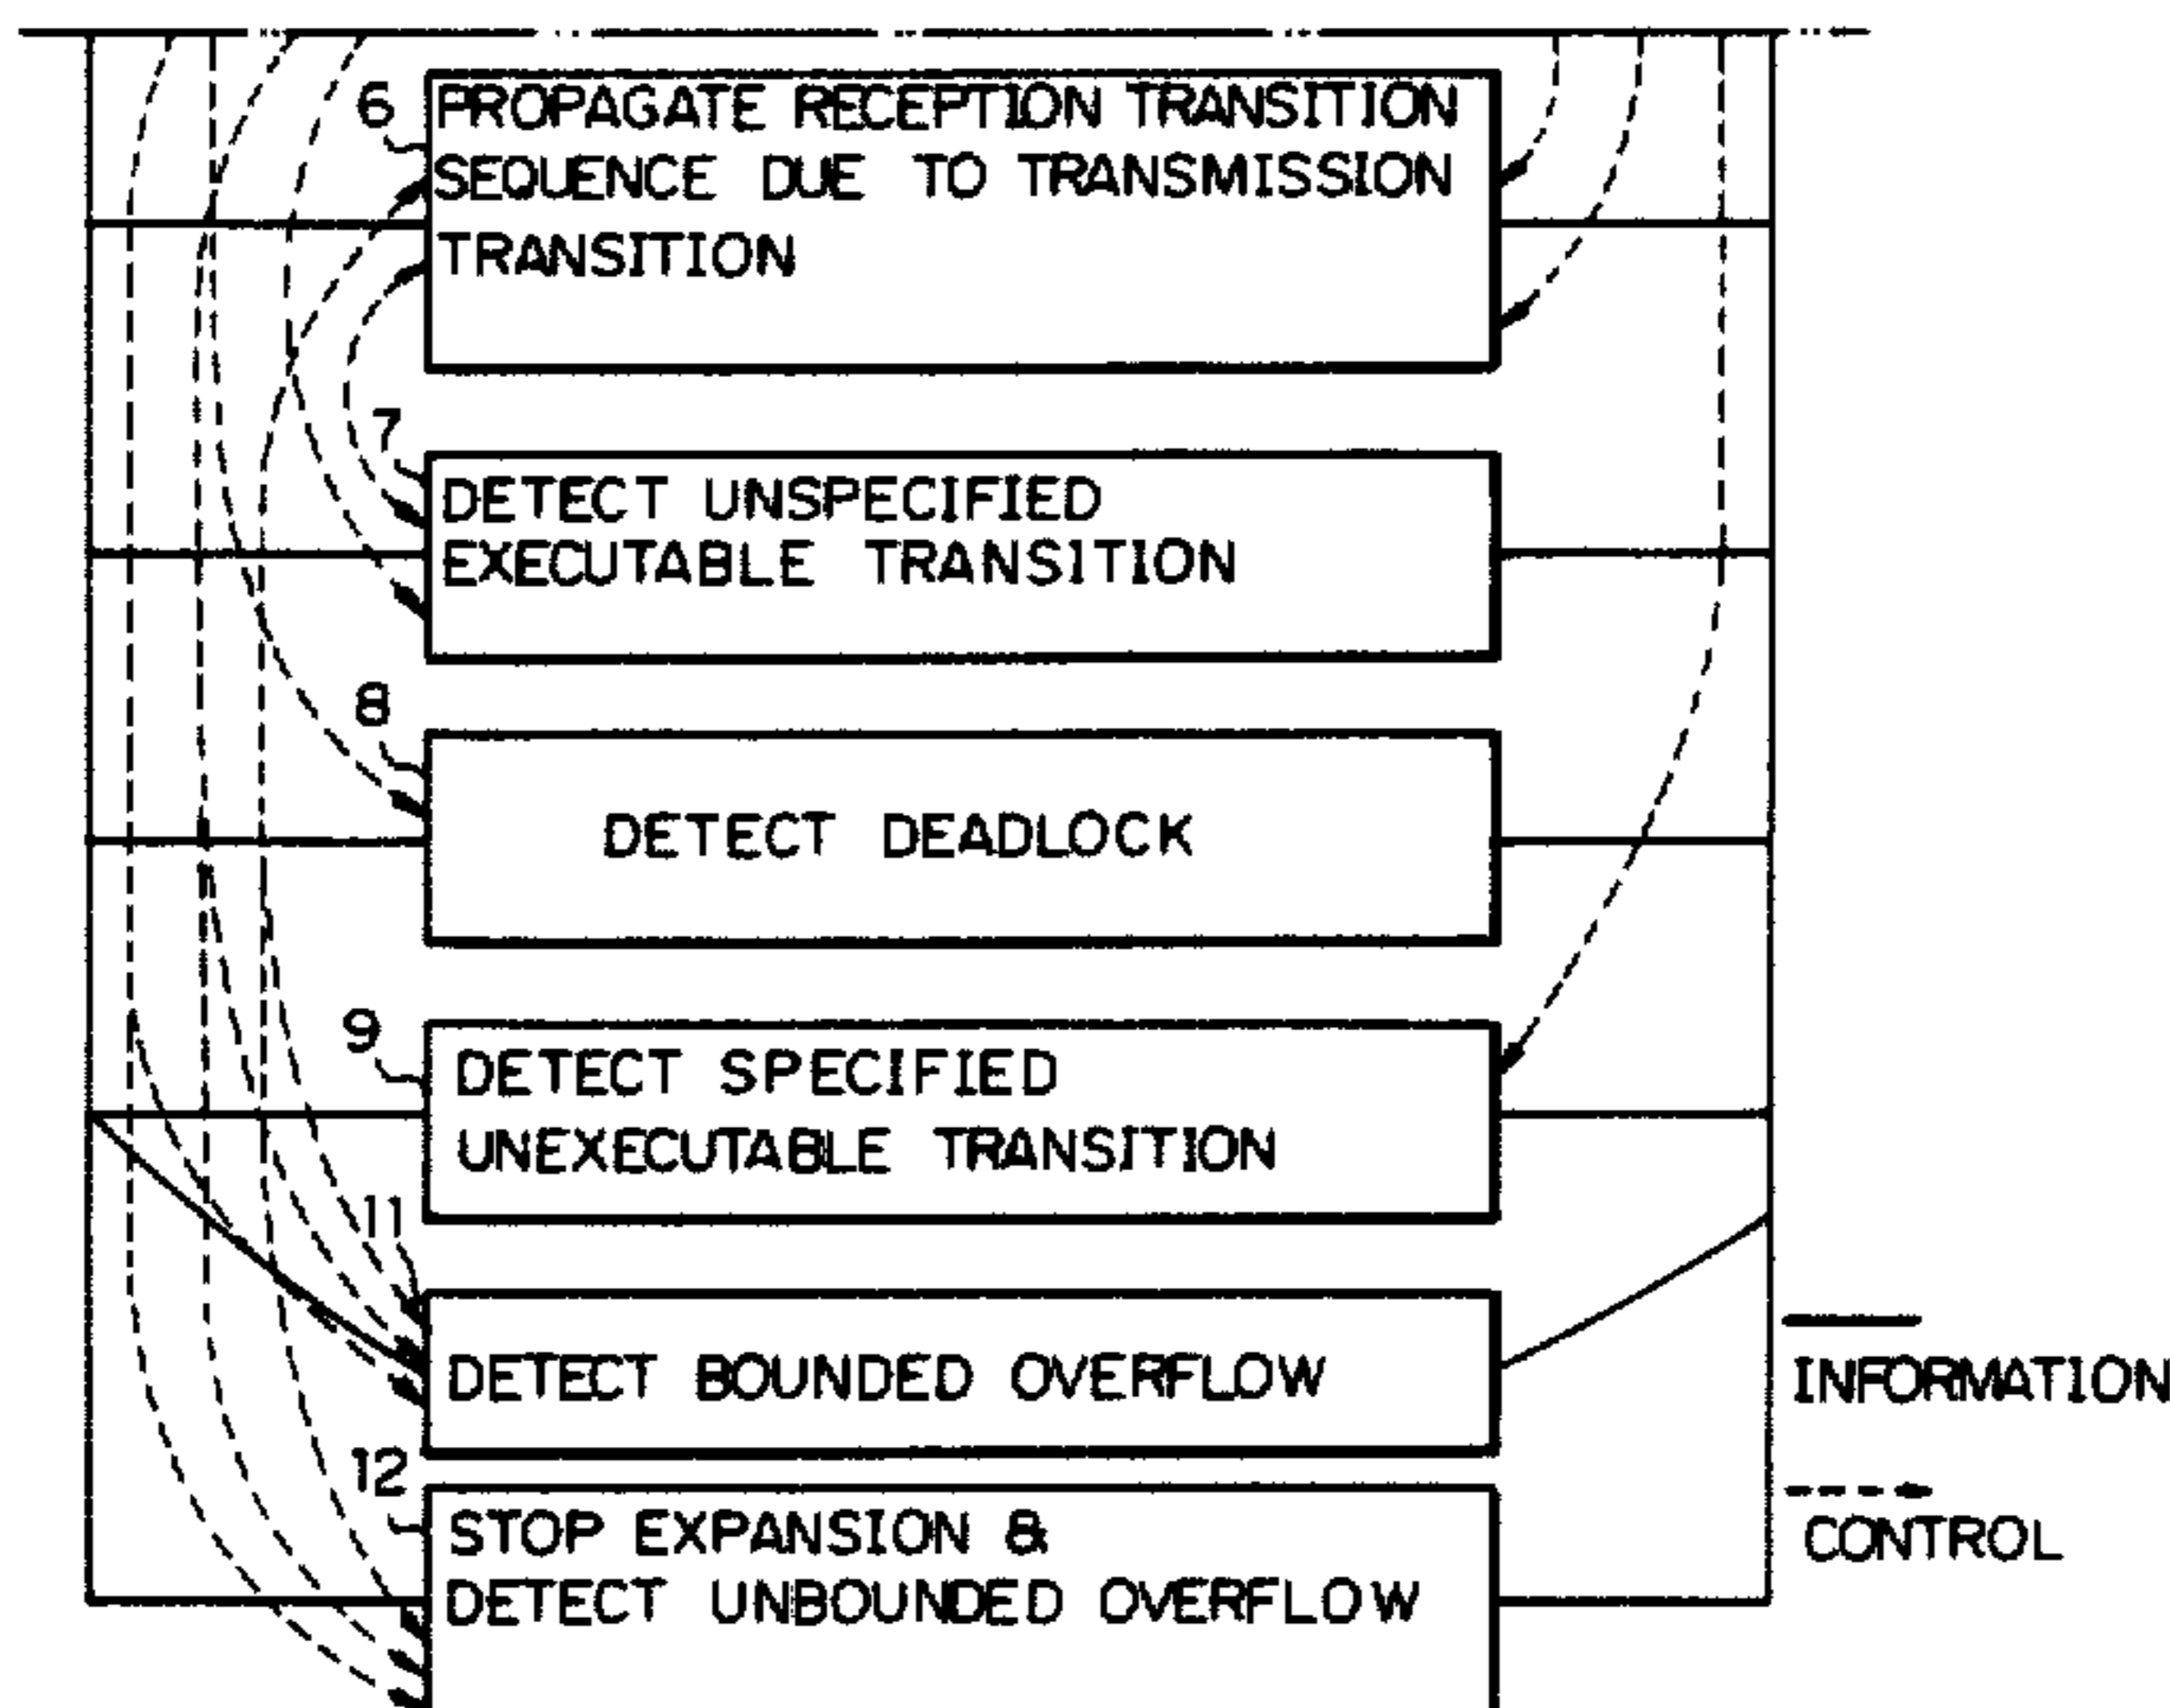 6
PROPAGATE RECEPTION TRANSITION
SEQUENCE DUE TO TRANSMISSION
TRANSITION
7
DETECT UNSPECIFIED
EXECUTABLE TRANSITION
8
DETECT DEADLOCK
9
DETECT SPECIFIED
UNEXECUTABLE TRANSITION
11
DETECT BOUNDED OVERFLOW
INFORMATION
12
STOP EXPANSION &
DETECT UNBOUNDED OVERFLOW
CONTROL